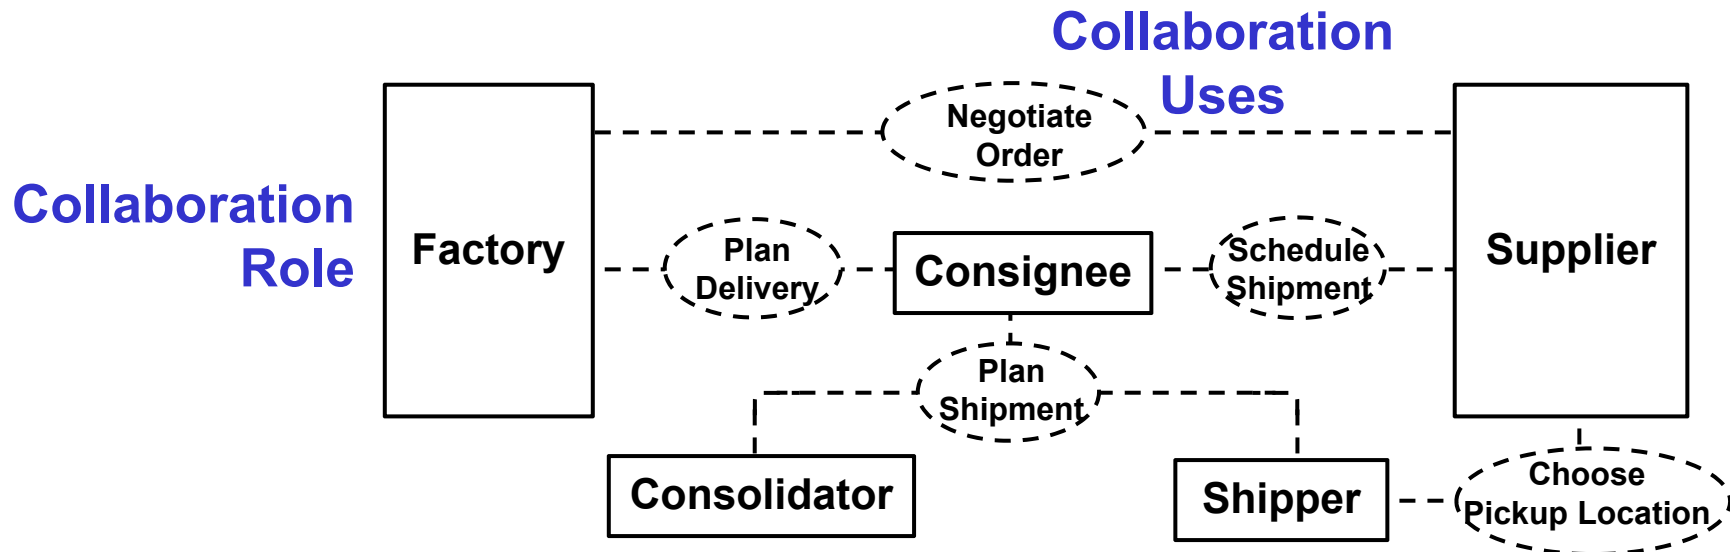 Collaboration
Uses
Negotiate
Order
Collaboration
Role
Factory
Plan
Delivery
Consignee
Schedule
Shipment
Supplier
Plan
Shipment
Consolidator
Shipper
Choose
Pickup Location